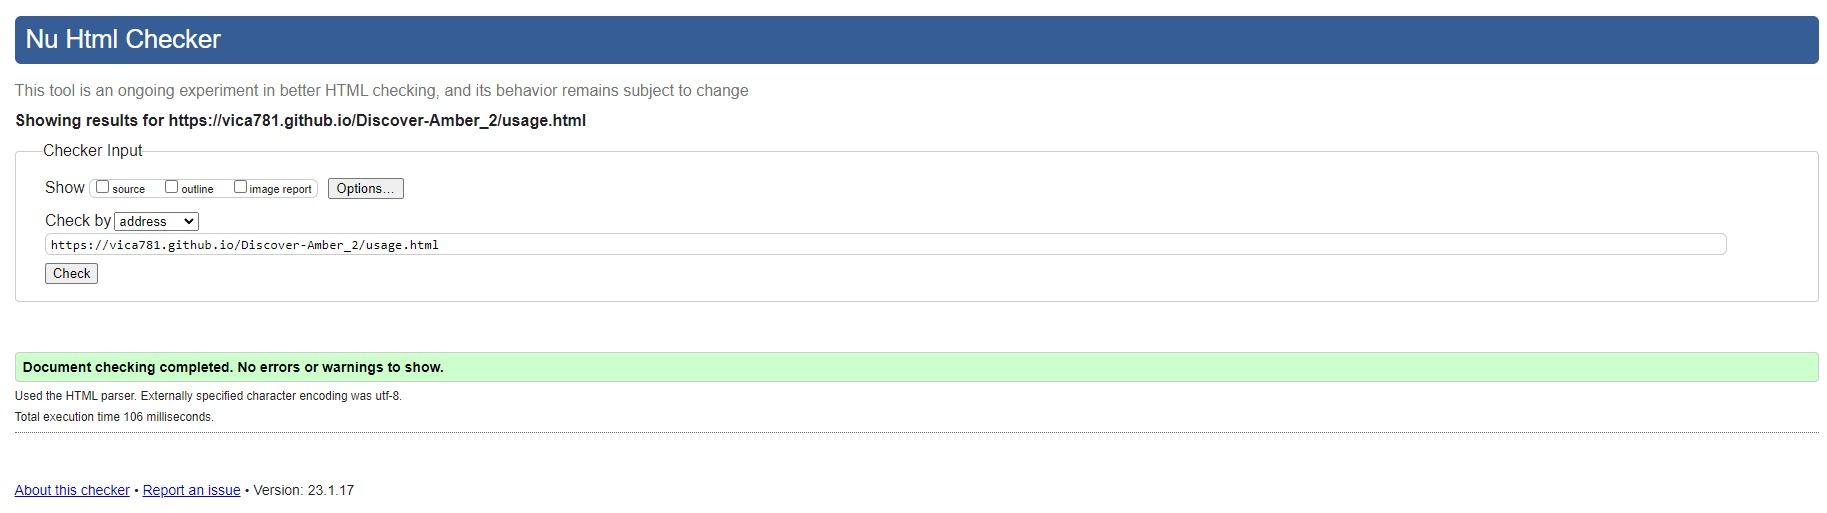 Nu Html Checker
This tool is an ongoing experiment in better HTML checking, and its behavior remains subject to change
Showing results for https://vica781.github.io/Discover-Amber_2/usage.html
Checker Input
Show source outline image report Options...
Check by address
https://vica781.github.io/Discover-Amber_2/usage.html
Check
Document checking completed. No errors or warnings to show.
Used the HTML parser. Externally specified character encoding was utf-8.
Total execution time 106 milliseconds.
About this checker • Report an issue • Version: 23.1.17